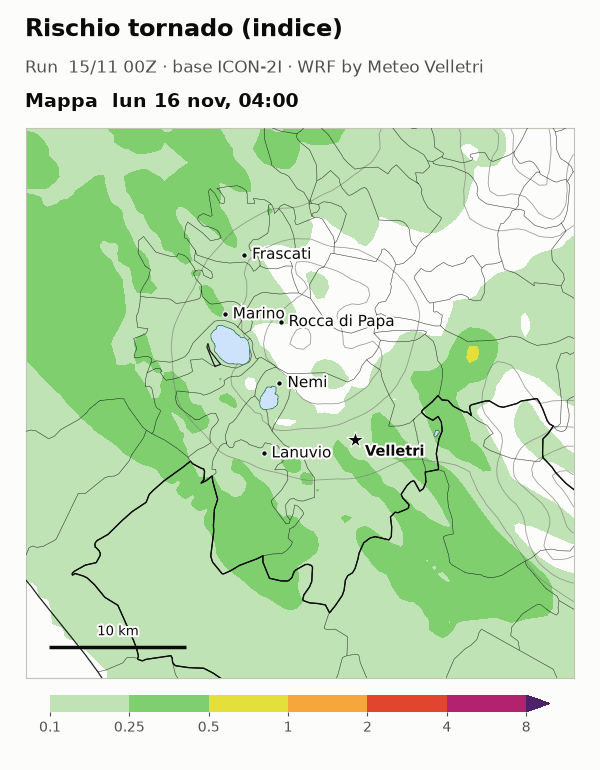 Rischio tornado (indice)
Run  15/11 00Z · base ICON-2I · WRF by Meteo Velletri
Mappa  lun 16 nov, 04:00
Frascati
Marino
Rocca di Papa
Nemi
Velletri
Lanuvio
10 km
0.1 0.25 0.5 1 2 4 8